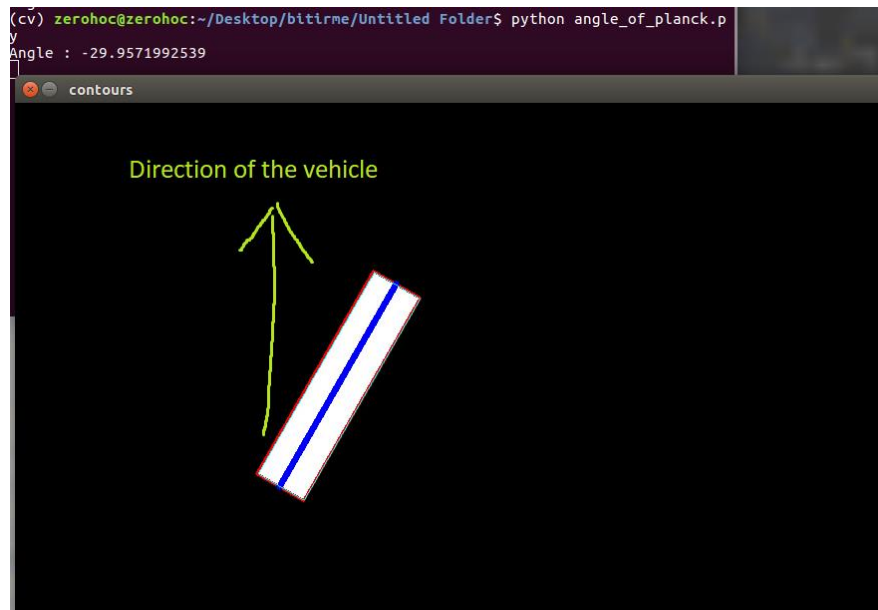 (cv) zerohoc@zerohoc:~/Desktop/bitirme/Untitled Folder$ python angle_of_planck.p
y
Angle : -29.9571992539
contours
Direction of the vehicle